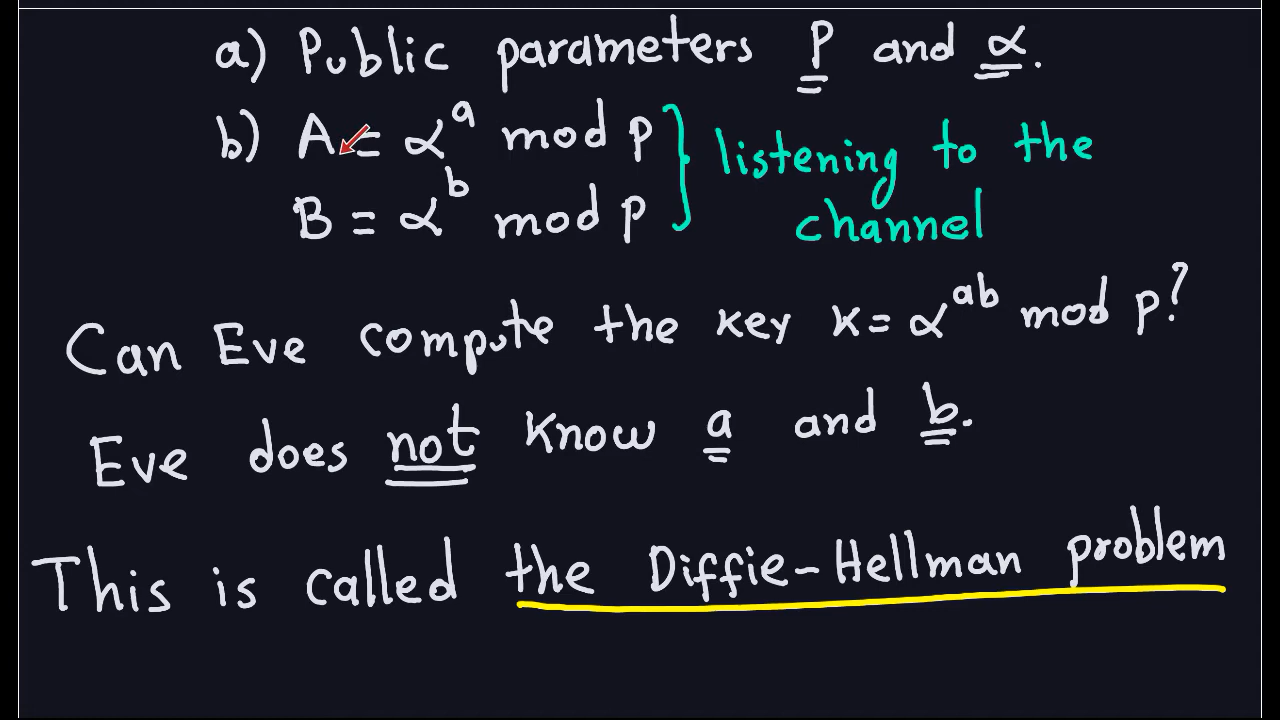 a) Public parameters p and α.
b) A = α^a mod p
B = α^b mod p
listening to the
channel
Can Eve compute the key k = α^ab mod p?
Eve does not know a and b.
This is called the Diffie-Hellman problem